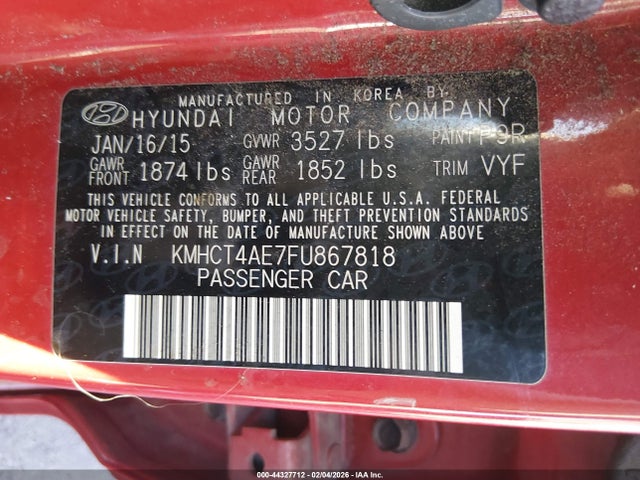 MANUFACTURED IN KOREA BY
HYUNDAI MOTOR COMPANY
JAN/16/15 GVWR 3527 lbs PAINT P9R
GAWR FRONT 1874 lbs GAWR REAR 1852 lbs TRIM VYF
THIS VEHICLE CONFORMS TO ALL APPLICABLE U.S.A. FEDERAL
MOTOR VEHICLE SAFETY, BUMPER, AND THEFT PREVENTION STANDARDS
IN EFFECT ON THE DATE OF MANUFACTURE SHOWN ABOVE.
V.I.N KMHCT4AE7FU867818
PASSENGER CAR
000-44327712 - 02/04/2026 - IAA Inc.